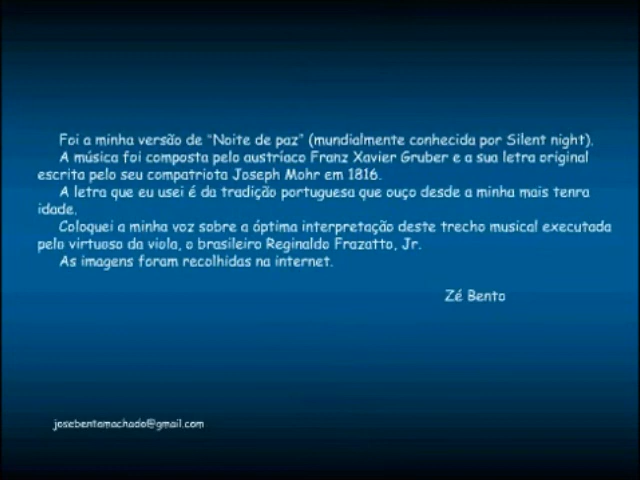 Foi a minha versão de "Noite de paz" (mundialmente conhecida por Silent night).
A música foi composta pelo austríaco Franz Xavier Gruber e a sua letra original
escrita pelo seu compatriota Joseph Mohr em 1816.
A letra que eu usei é da tradição portuguesa que ouço desde a minha mais tenra
idade.
Coloquei a minha voz sobre a óptima interpretação deste trecho musical executada
pelo virtuoso da viola, o brasileiro Reginaldo Frazatto, Jr.
As imagens foram recolhidas na internet.
Zé Bento
josebentomachado@gmail.com